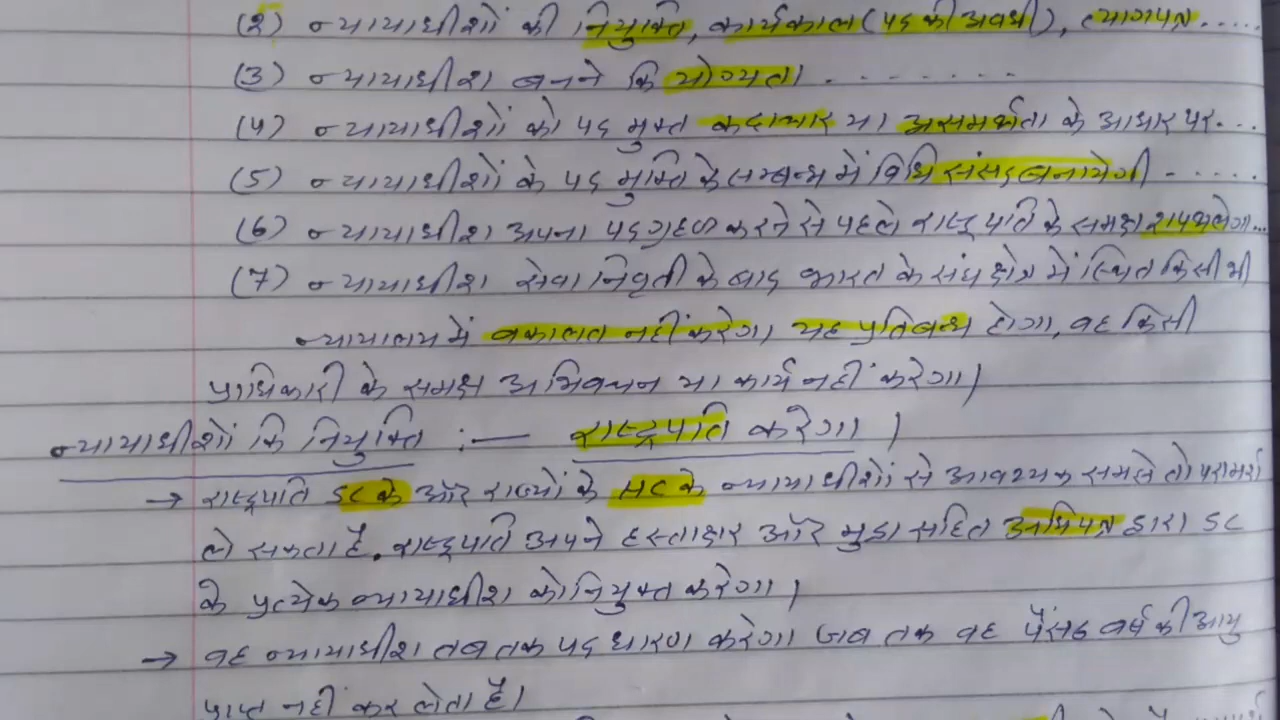 (2) न्यायाधीशों की नियुक्ति, कार्यकाल (पद की अवधी), त्यागपत्र.....
(3) न्यायाधीश बनने कि योग्यता. . . . . . . .
(4) न्यायाधीशों को पद मुक्त कदाचार या असमर्थता के आधार पर...
(5) न्यायाधीशों के पद मुक्ति के सम्बन्ध में विधि संसद बनायेगी . . . . . .
(6) न्यायाधीश अपना पद ग्रहण करने से पहले राष्ट्रपति के समक्ष शपथ लेगा...
(7) न्यायाधीश सेवा निवृती के बाद भारत के संघ क्षेत्र में स्थित किसी भी
न्यायालय में वकालत नहीं करेगा यह प्रतिबन्ध होगा, वह किसी
प्राधिकारी के समक्ष अभिवचन या कार्य नहीं करेगा।
न्यायाधीशों कि नियुक्ति :— राष्ट्रपति करेगा।
→ राष्ट्रपति SC के और राज्यों के HC के न्यायाधीशों से आवश्यक समझे तो परामर्श
ले सकता है. राष्ट्रपति अपने हस्ताक्षर और मुद्रा सहित अधिपत्र द्वारा SC
के प्रत्येक न्यायाधीश को नियुक्त करेगा।
→ वह न्यायाधीश तब तक पद धारण करेगा जब तक वह पैंसठ वर्ष की आयु
प्राप्त नहीं कर लेता है।